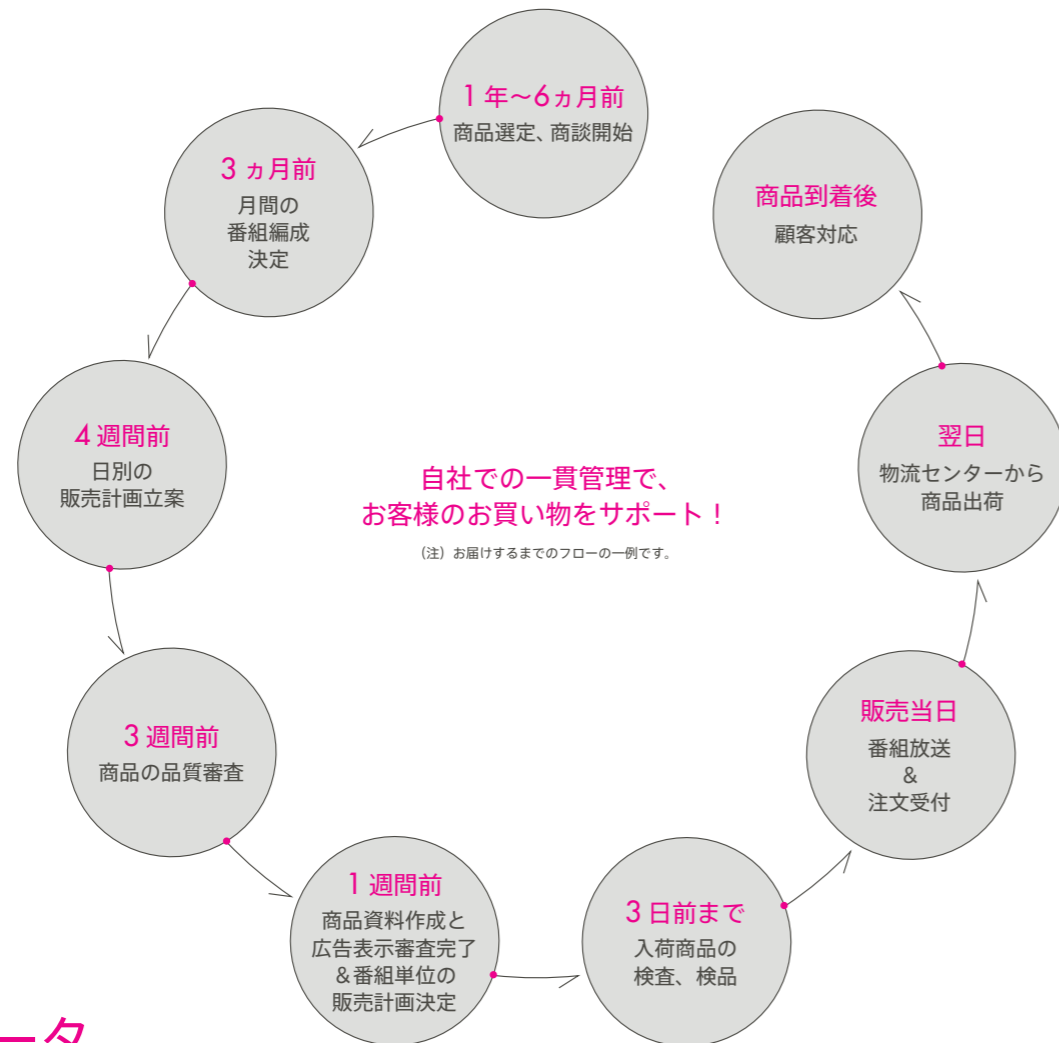 1年〜6ヵ月前
商品選定、商談開始
3ヵ月前
月間の
番組編成
決定
4週間前
日別の
販売計画立案
3週間前
商品の品質審査
1週間前
商品資料作成と
広告表示審査完了
&番組単位の
販売計画決定
3日前まで
入荷商品の
検査、検品
販売当日
番組放送
&
注文受付
翌日
物流センターから
商品出荷
商品到着後
顧客対応
自社での一貫管理で、
お客様のお買い物をサポート！
（注）お届けするまでのフローの一例です。
ータ